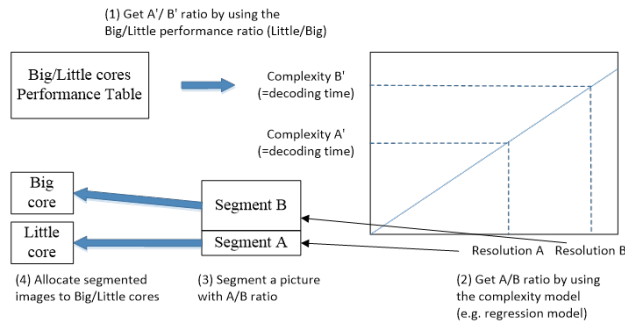 (1) Get A'/ B' ratio by using the
Big/Little performance ratio (Little/Big)
Big/Little cores
Performance Table
Complexity B'
(=decoding time)
Complexity A'
(=decoding time)
Big
core
Little
core
Segment B
Segment A
Resolution A
Resolution B
(4) Allocate segmented
images to Big/Little cores
(3) Segment a picture
with A/B ratio
(2) Get A/B ratio by using
the complexity model
(e.g. regression model)